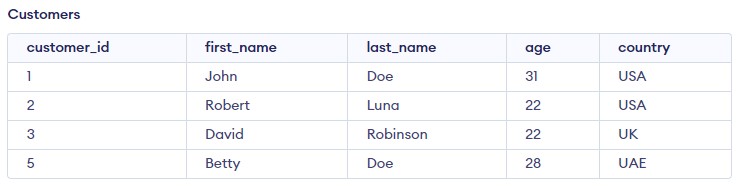 Customers
customer_id first_name last_name age country
1 John Doe 31 USA
2 Robert Luna 22 USA
3 David Robinson 22 UK
5 Betty Doe 28 UAE